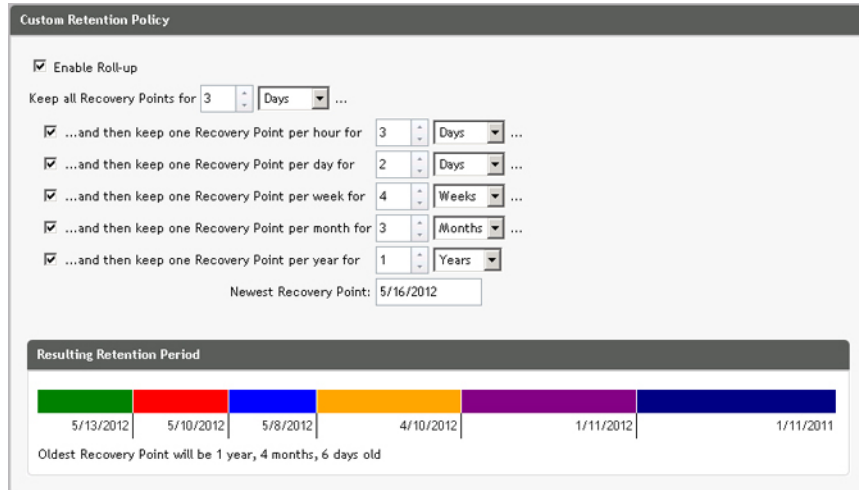 Custom Retention Policy
Enable Roll-up
Keep all Recovery Points for 3 Days ...
...and then keep one Recovery Point per hour for 3 Days ...
...and then keep one Recovery Point per day for 2 Days ...
...and then keep one Recovery Point per week for 4 Weeks ...
...and then keep one Recovery Point per month for 3 Months ...
...and then keep one Recovery Point per year for 1 Years
Newest Recovery Point: 5/16/2012
Resulting Retention Period
5/13/2012 5/10/2012 5/8/2012 4/10/2012 1/11/2012 1/11/2011
Oldest Recovery Point will be 1 year, 4 months, 6 days old